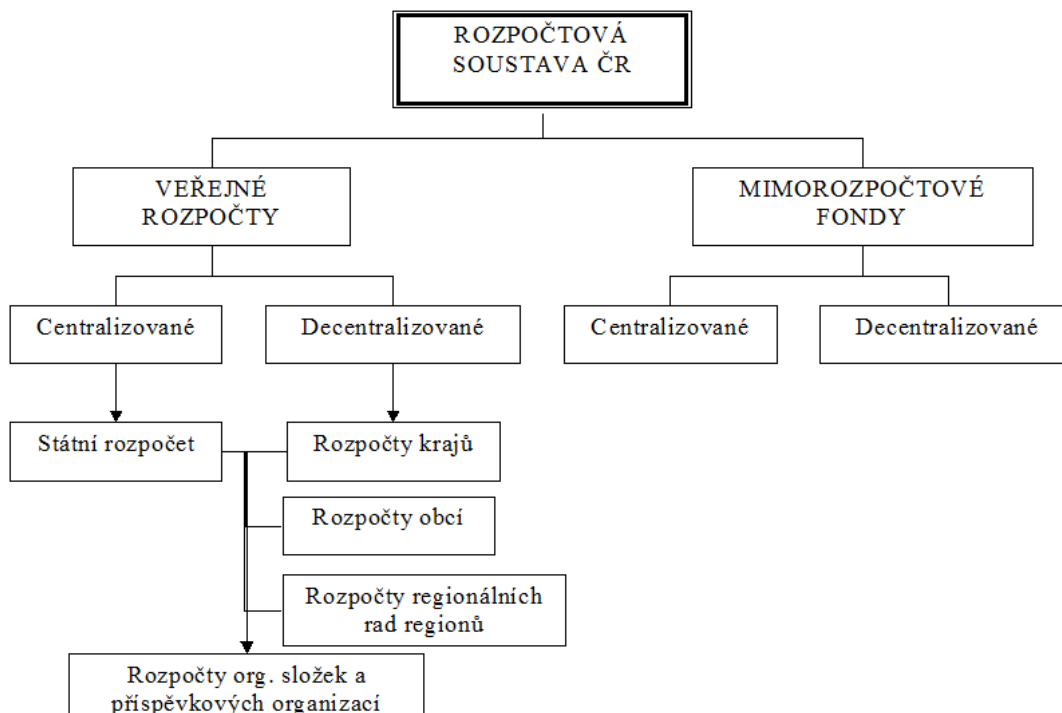 ROZPOČTOVÁ
SOUSTAVA ČR
VEŘEJNÉ
ROZPOČTY
MIMOROZPOČTOVÉ
FONDY
Centralizované
Decentralizované
Centralizované
Decentralizované
Státní rozpočet
Rozpočty krajů
Rozpočty obcí
Rozpočty regionálních
rad regionů
Rozpočty org. složek a
příspěvkových organizací